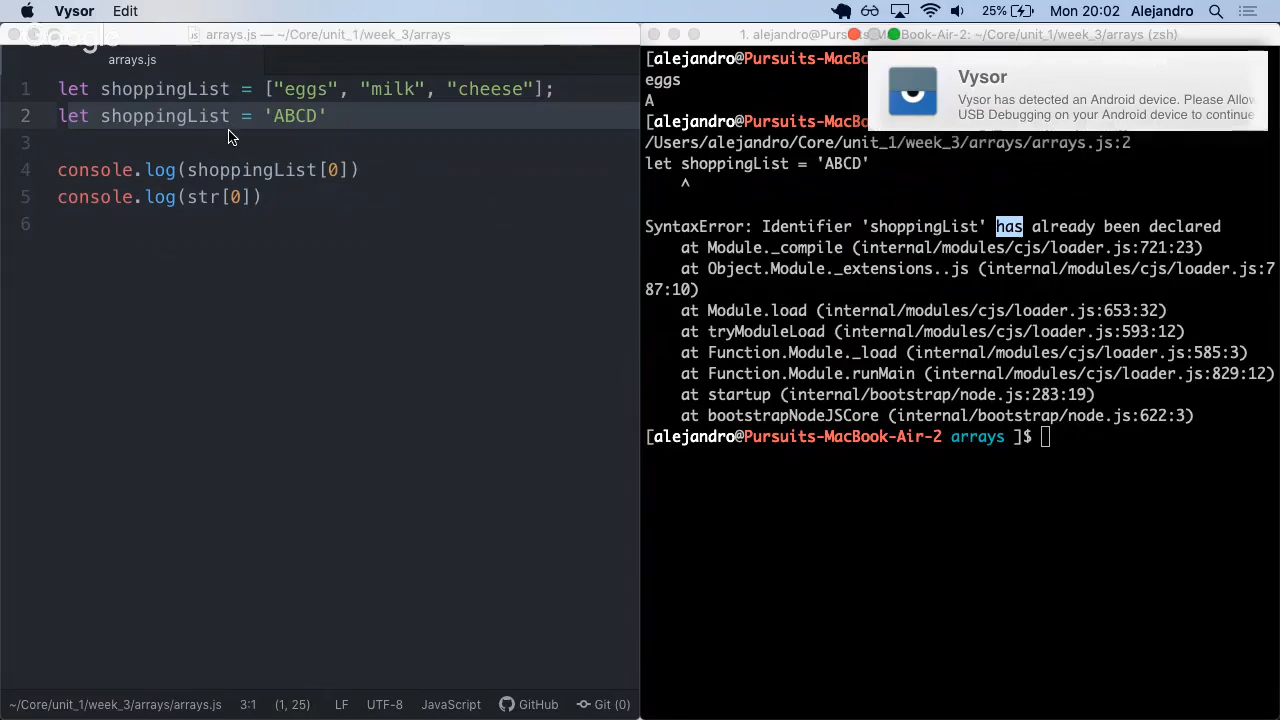 Vysor Edit
25% Mon 20:02 Alejandro
Google
arrays.js — ~/Core/unit_1/week_3/arrays
arrays.js
1 let shoppingList = ["eggs", "milk", "cheese"];
2 let shoppingList = 'ABCD'
3
4 console.log(shoppingList[0])
5 console.log(str[0])
6
~/Core/unit_1/week_3/arrays/arrays.js 3:1 (1, 25) LF UTF-8 JavaScript GitHub Git (0)
1. alejandro@Pursuits-MacBook-Air-2: ~/Core/unit_1/week_3/arrays (zsh)
[alejandro@Pursuits-MacBook-
eggs
A
[alejandro@Pursuits-MacBook-
/Users/alejandro/Core/unit_1/week_3/arrays/arrays.js:2
let shoppingList = 'ABCD'
^
SyntaxError: Identifier 'shoppingList' has already been declared
at Module._compile (internal/modules/cjs/loader.js:721:23)
at Object.Module._extensions..js (internal/modules/cjs/loader.js:7
87:10)
at Module.load (internal/modules/cjs/loader.js:653:32)
at tryModuleLoad (internal/modules/cjs/loader.js:593:12)
at Function.Module._load (internal/modules/cjs/loader.js:585:3)
at Function.Module.runMain (internal/modules/cjs/loader.js:829:12)
at startup (internal/bootstrap/node.js:283:19)
at bootstrapNodeJSCore (internal/bootstrap/node.js:622:3)
[alejandro@Pursuits-MacBook-Air-2 arrays ]$
Vysor
Vysor has detected an Android device. Please Allow
USB Debugging on your Android device to continue